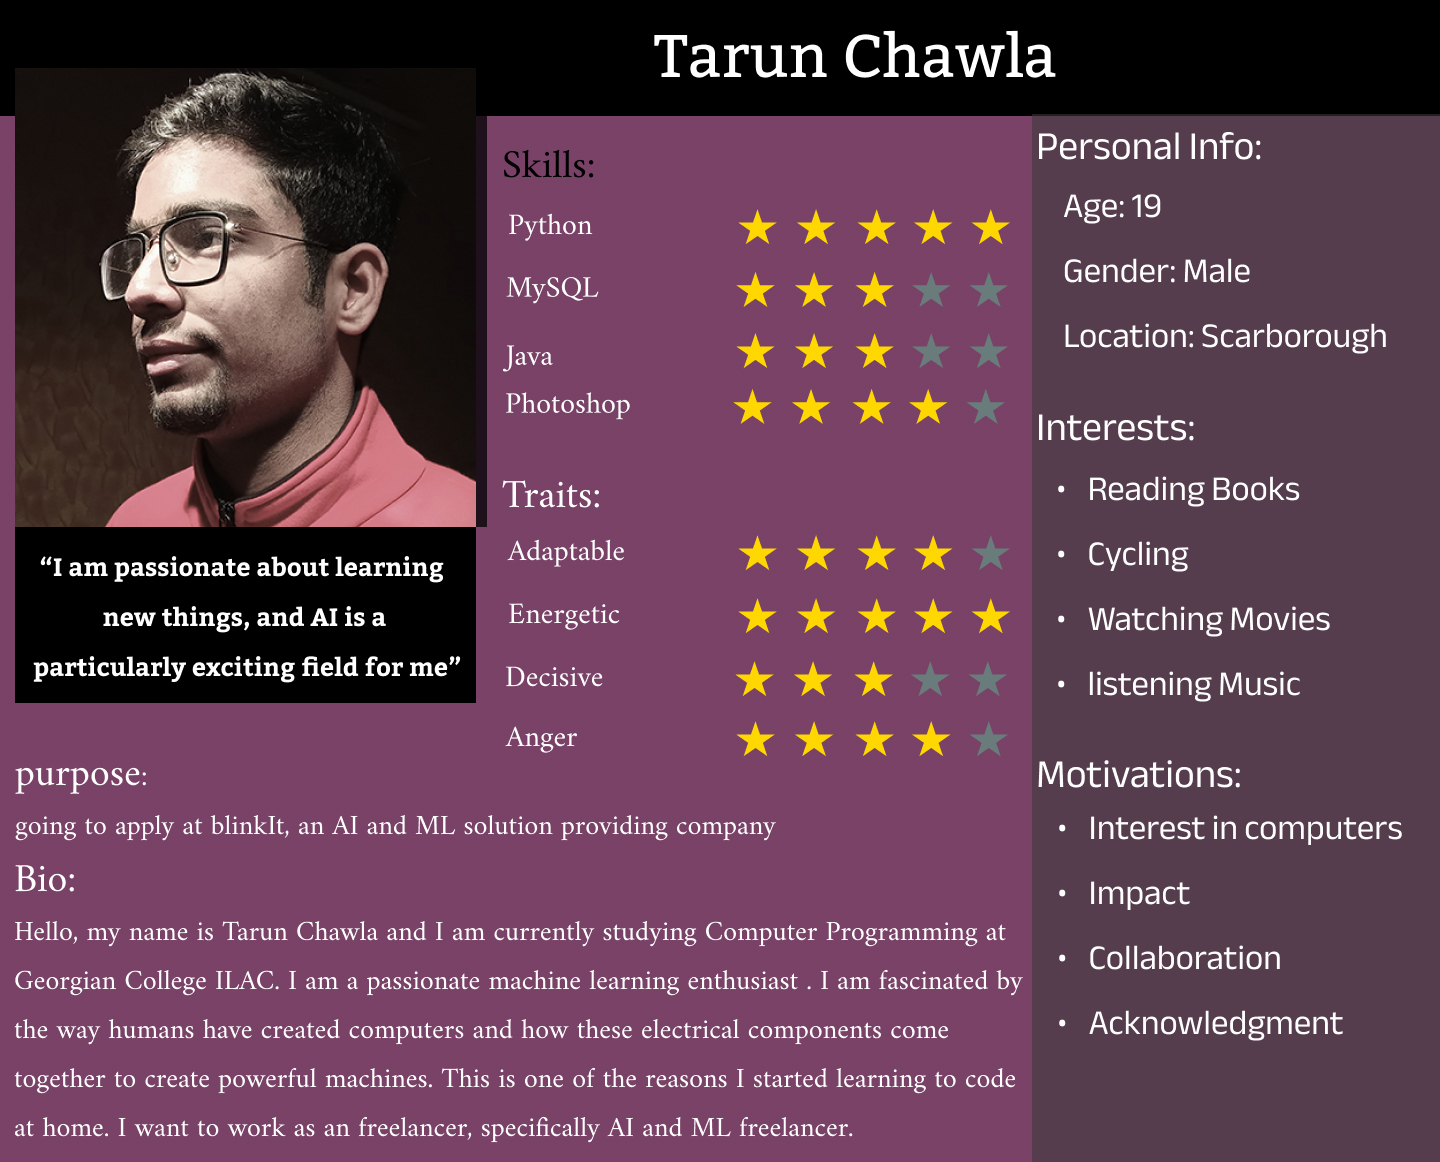 Tarun Chawla
“I am passionate about learning
new things, and AI is a
particularly exciting field for me”
Skills:
Python
MySQL
Java
Photoshop
Traits:
Adaptable
Energetic
Decisive
Anger
purpose:
going to apply at blinkIt, an AI and ML solution providing company
Bio:
Hello, my name is Tarun Chawla and I am currently studying Computer Programming at
Georgian College ILAC. I am a passionate machine learning enthusiast . I am fascinated by
the way humans have created computers and how these electrical components come
together to create powerful machines. This is one of the reasons I started learning to code
at home. I want to work as an freelancer, specifically AI and ML freelancer.
Personal Info:
Age: 19
Gender: Male
Location: Scarborough
Interests:
• Reading Books
• Cycling
• Watching Movies
• listening Music
Motivations:
• Interest in computers
• Impact
• Collaboration
• Acknowledgment